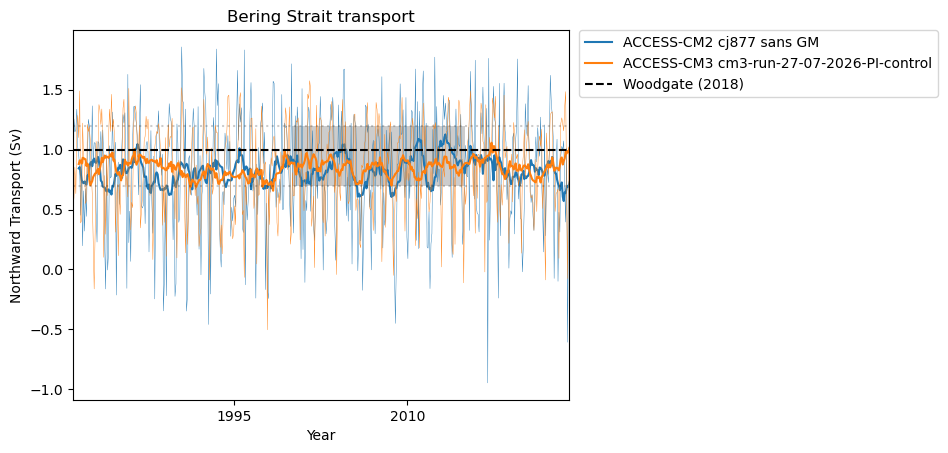 Bering Strait transport
ACCESS-CM2 cj877 sans GM
ACCESS-CM3 cm3-run-27-07-2026-PI-control
Woodgate (2018)
Northward Transport (Sv)
1.5
1.0
0.5
0.0
−0.5
−1.0
1995
2010
Year